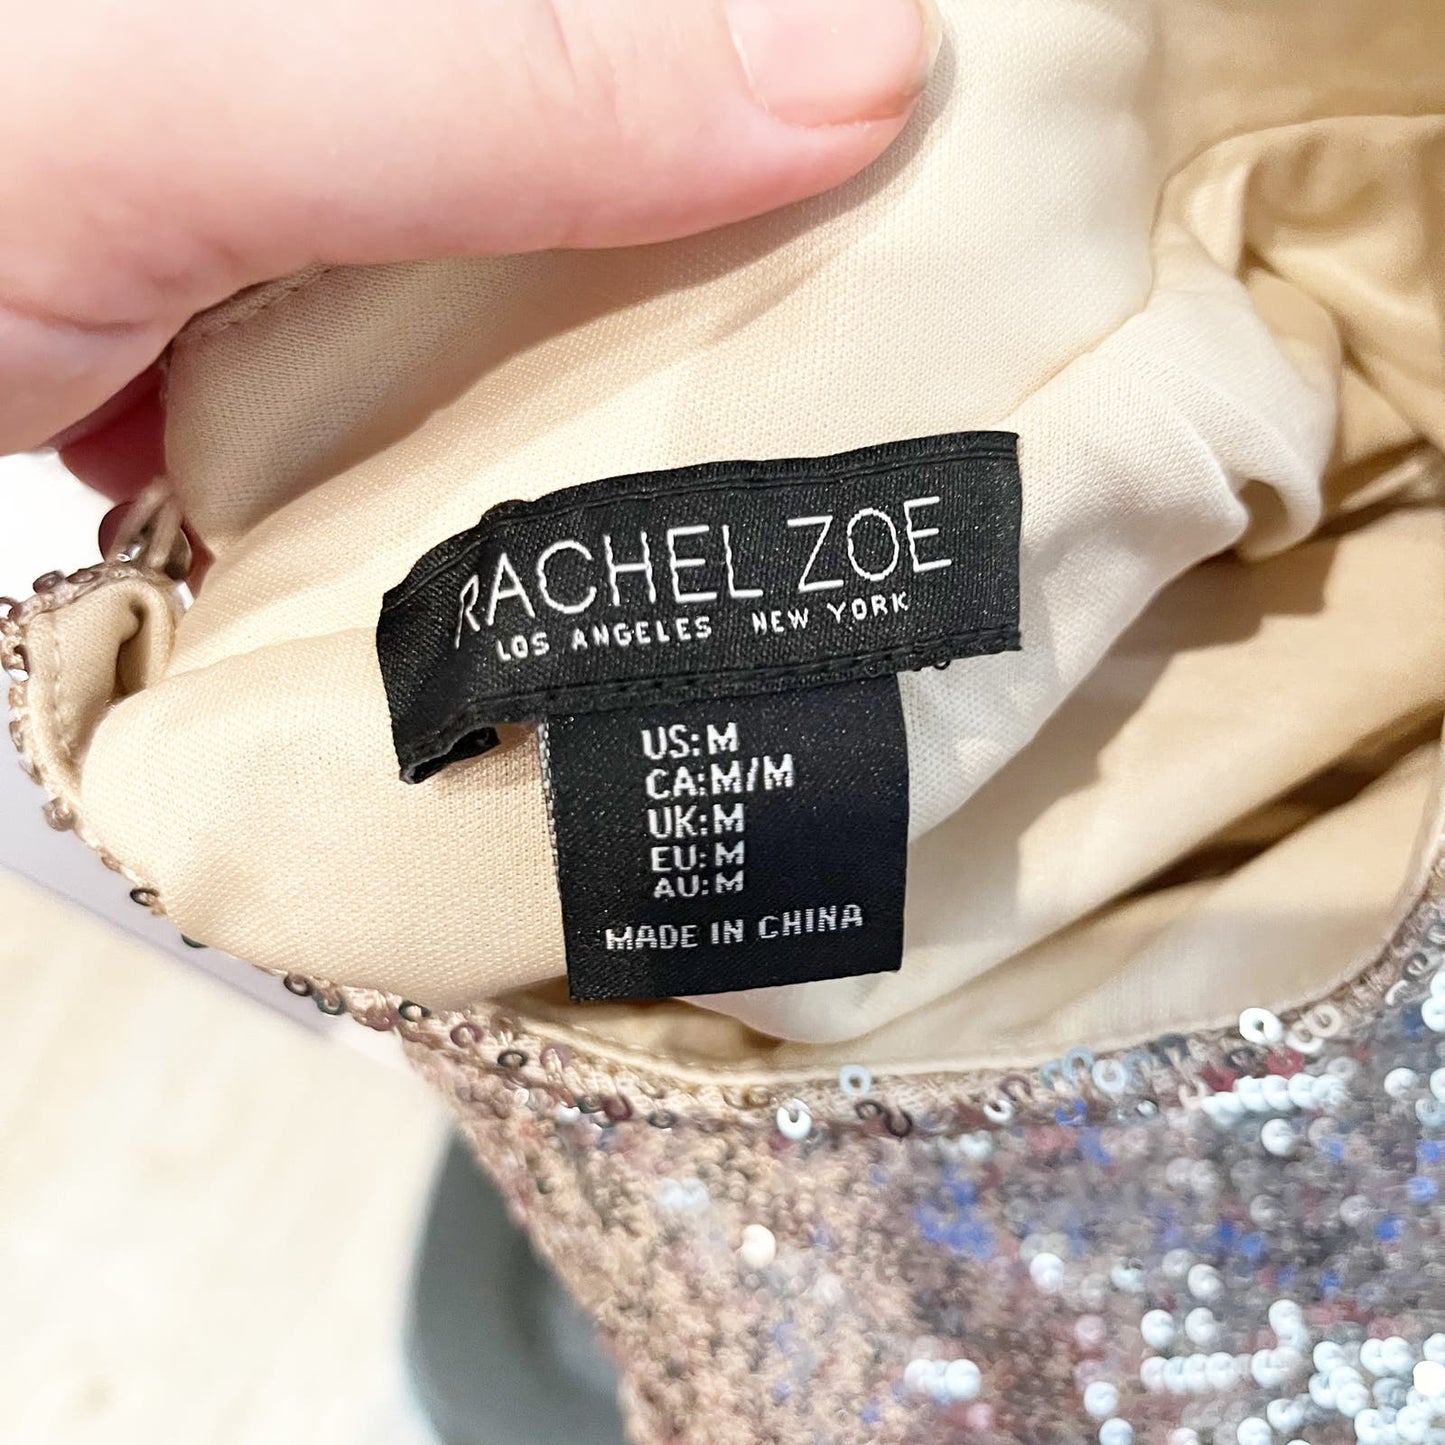 RACHEL ZOE
LOS ANGELES NEW YORK
US: M
CA: M/M
UK: M
EU: M
AU: M
MADE IN CHINA